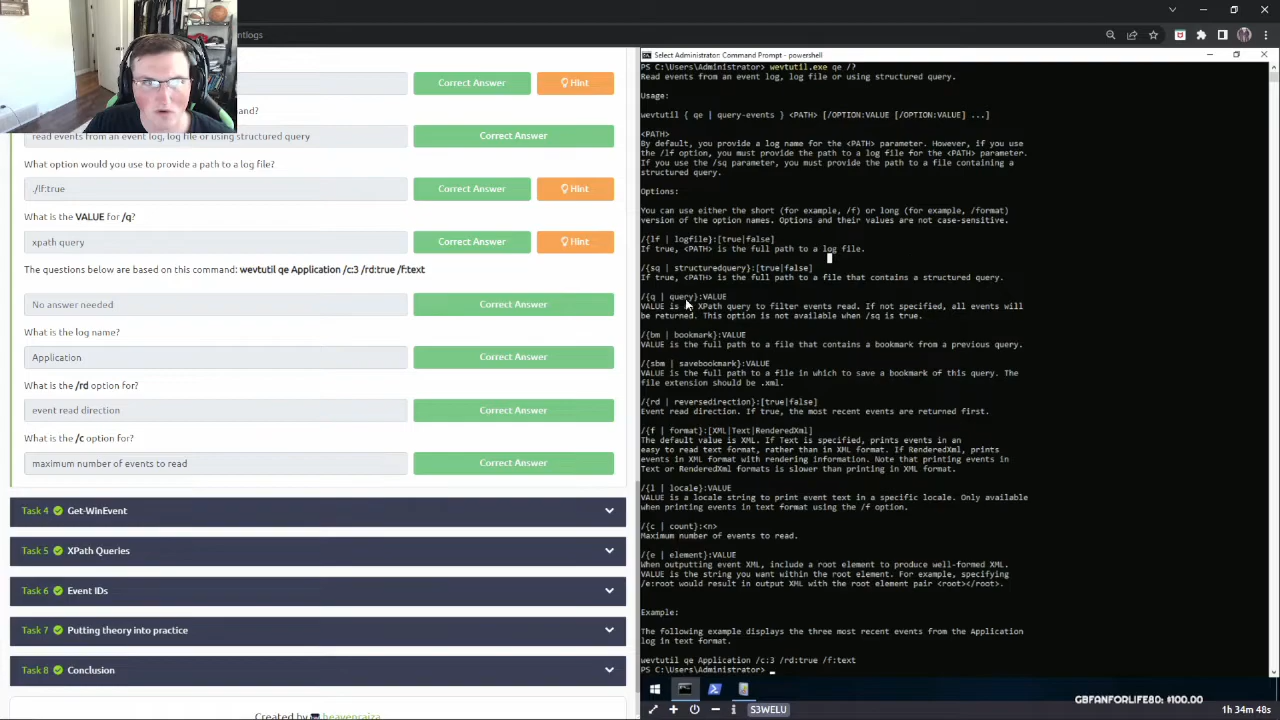 entlogs
Correct Answer
Hint
and?
read events from an event log, log file or using structured query
Correct Answer
What option would you use to provide a path to a log file?
/lf:true
Correct Answer
Hint
What is the VALUE for /q?
xpath query
Correct Answer
Hint
The questions below are based on this command: wevtutil qe Application /c:3 /rd:true /f:text
No answer needed
Correct Answer
What is the log name?
Application
Correct Answer
What is the /rd option for?
event read direction
Correct Answer
What is the /c option for?
maximum number of events to read
Correct Answer
Task 4 Get-WinEvent
Task 5 XPath Queries
Task 6 Event IDs
Task 7 Putting theory into practice
Task 8 Conclusion
Created by heavenraiza
Select Administrator: Command Prompt - powershell
PS C:\Users\Administrator> wevtutil.exe qe /?
Read events from an event log, log file or using structured query.
Usage:
wevtutil { qe | query-events } <PATH> [/OPTION:VALUE [/OPTION:VALUE] ...]
<PATH>
By default, you provide a log name for the <PATH> parameter. However, if you use
the /lf option, you must provide the path to a log file for the <PATH> parameter.
If you use the /sq parameter, you must provide the path to a file containing a
structured query.
Options:
You can use either the short (for example, /f) or long (for example, /format)
version of the option names. Options and their values are not case-sensitive.
/{lf | logfile}:[true|false]
If true, <PATH> is the full path to a log file.
/{sq | structuredquery}:[true|false]
If true, <PATH> is the full path to a file that contains a structured query.
/{q | query}:VALUE
VALUE is an XPath query to filter events read. If not specified, all events will
be returned. This option is not available when /sq is true.
/{bm | bookmark}:VALUE
VALUE is the full path to a file that contains a bookmark from a previous query.
/{sbm | savebookmark}:VALUE
VALUE is the full path to a file in which to save a bookmark of this query. The
file extension should be .xml.
/{rd | reversedirection}:[true|false]
Event read direction. If true, the most recent events are returned first.
/{f | format}:[XML|Text|RenderedXml]
The default value is XML. If Text is specified, prints events in an
easy to read text format, rather than in XML format. If RenderedXml, prints
events in XML format with rendering information. Note that printing events in
Text or RenderedXml formats is slower than printing in XML format.
/{l | locale}:VALUE
VALUE is a locale string to print event text in a specific locale. Only available
when printing events in text format using the /f option.
/{c | count}:<n>
Maximum number of events to read.
/{e | element}:VALUE
When outputting event XML, include a root element to produce well-formed XML.
VALUE is the string you want within the root element. For example, specifying
/e:root would result in output XML with the root element pair <root></root>.
Example:
The following example displays the three most recent events from the Application
log in text format.
wevtutil qe Application /c:3 /rd:true /f:text
PS C:\Users\Administrator>
GBFANFORLIFE80: $100.00
S3WELU
1h 34m 48s